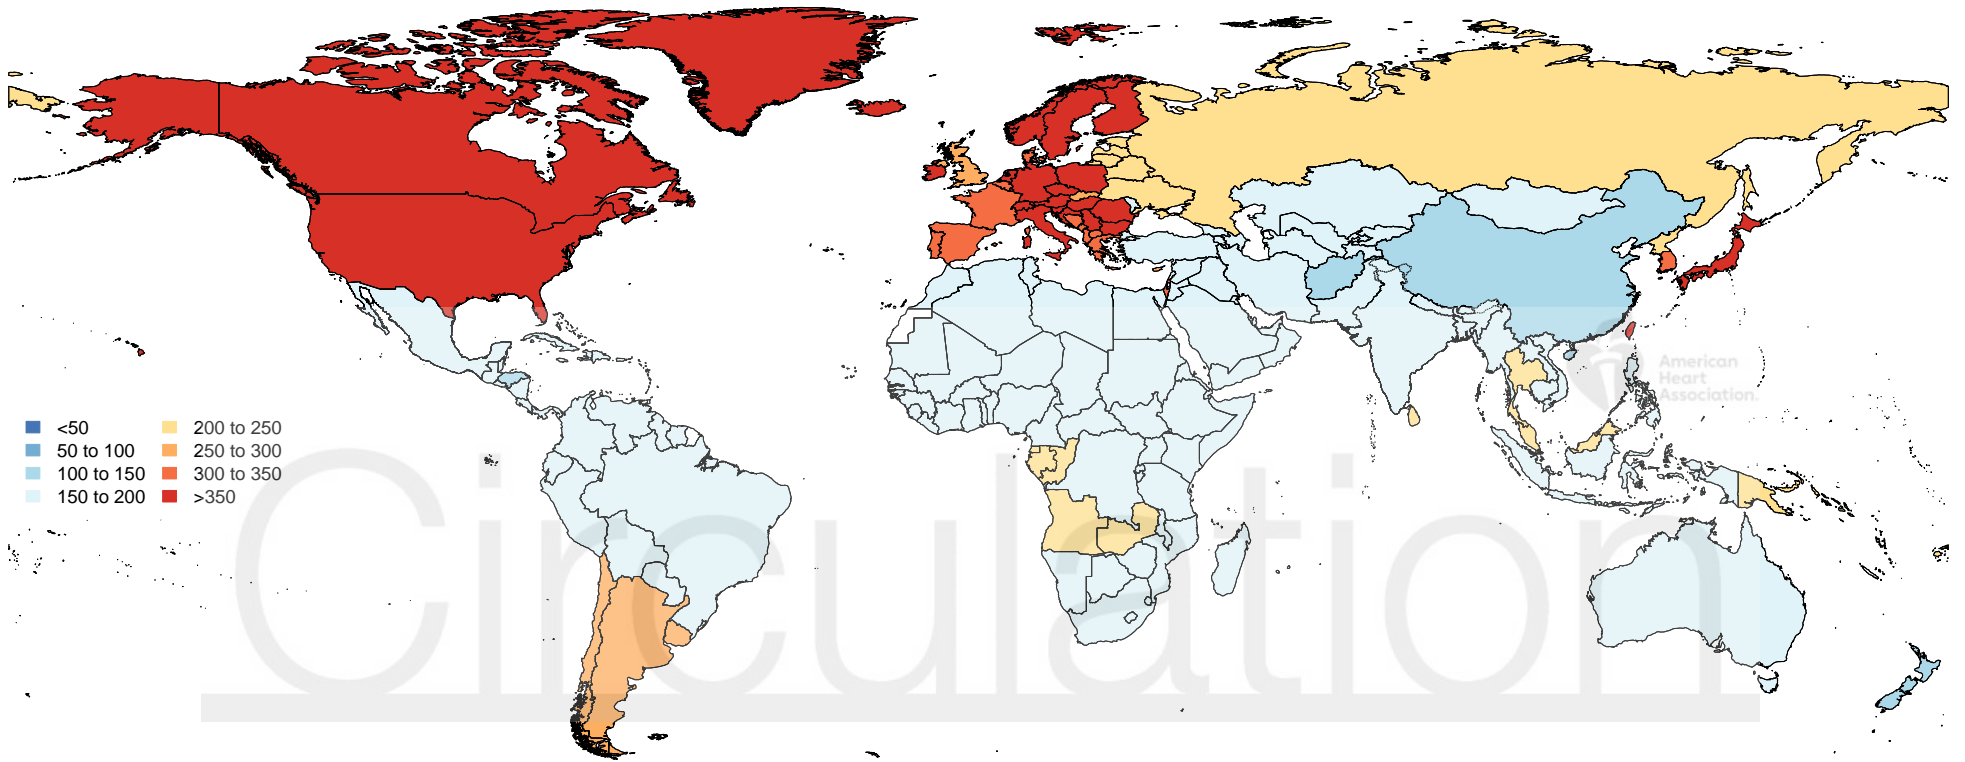 American
Heart
Association.
<50
50 to 100
100 to 150
150 to 200
200 to 250
250 to 300
300 to 350
>350
Circulation